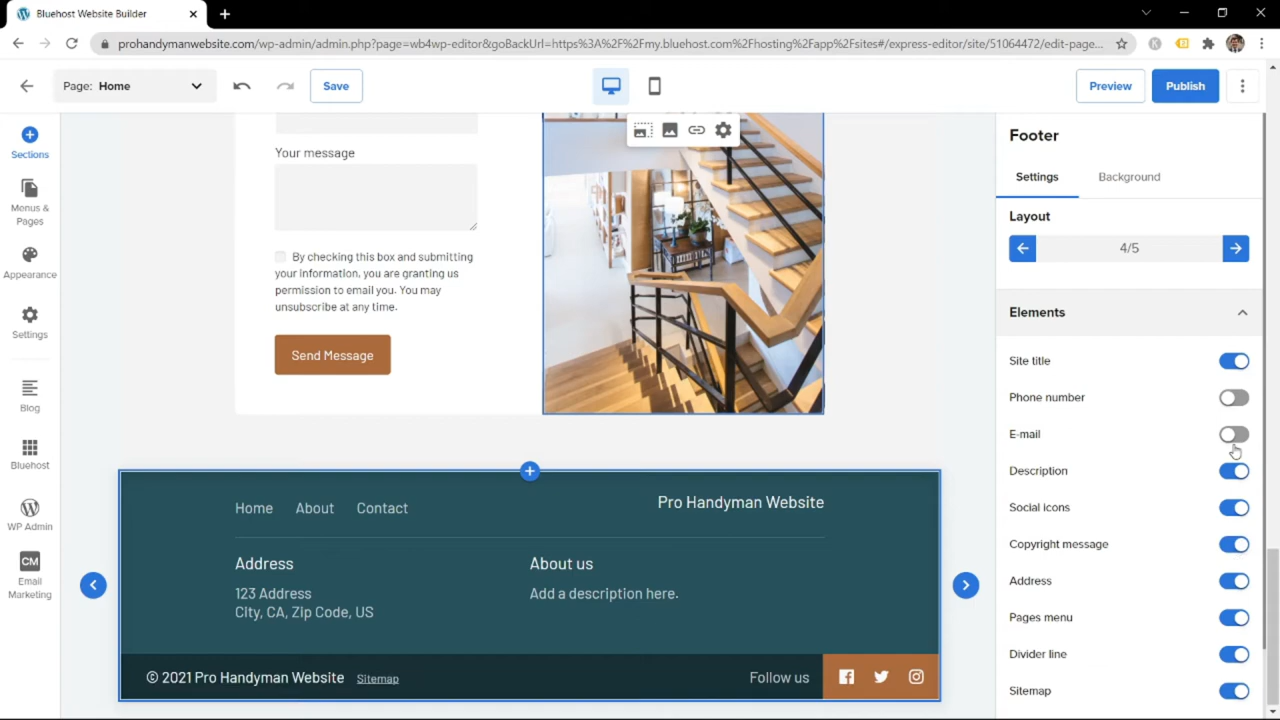 Bluehost Website Builder
prohandymanwebsite.com/wp-admin/admin.php?page=wb4wp-editor&goBackUrl=https%3A%2F%2Fmy.bluehost.com%2Fhosting%2Fapp%2Fsites#/express-editor/site/51064472/edit-page...
K
Page: Home
Save
Preview
Publish
Sections
Menus &
Pages
Appearance
Settings
Blog
Bluehost
WP Admin
CM
Email
Marketing
Your message
By checking this box and submitting
your information, you are granting us
permission to email you. You may
unsubscribe at any time.
Send Message
Home About Contact
Pro Handyman Website
Address
123 Address
City, CA, Zip Code, US
About us
Add a description here.
© 2021 Pro Handyman Website Sitemap
Follow us
Footer
Settings Background
Layout
4/5
Elements
Site title
Phone number
E-mail
Description
Social icons
Copyright message
Address
Pages menu
Divider line
Sitemap